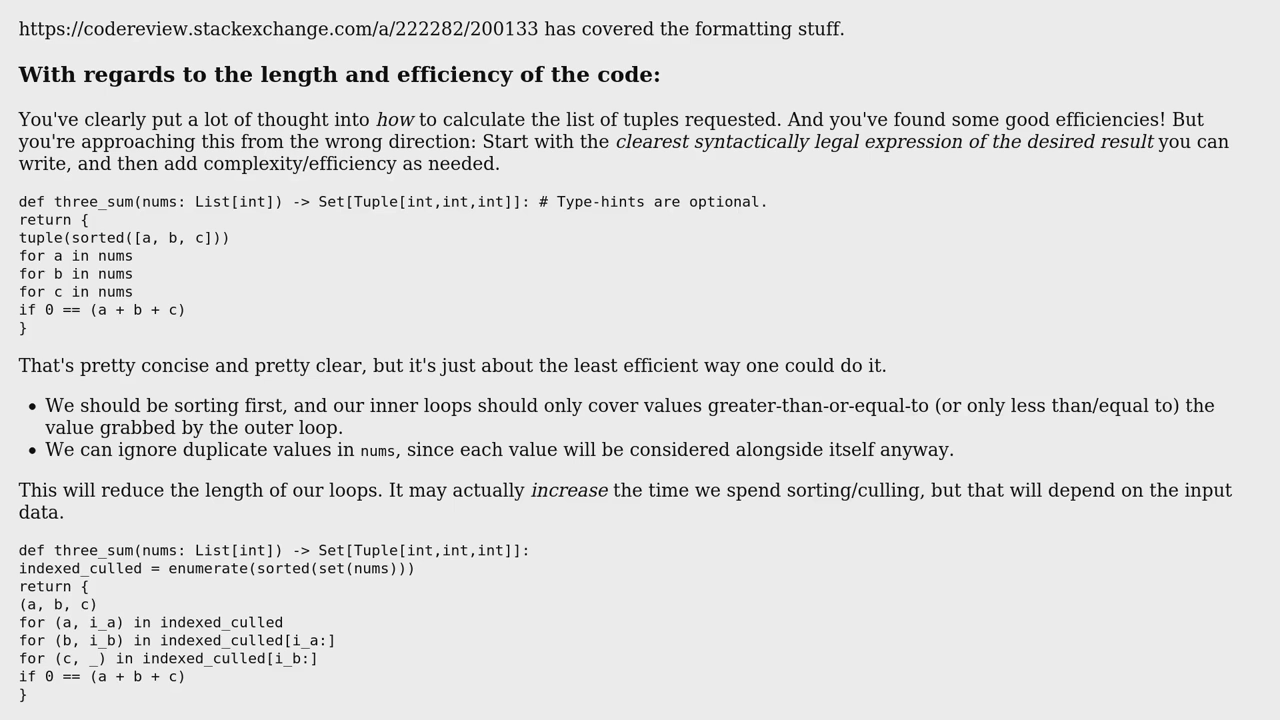 https://codereview.stackexchange.com/a/222282/200133 has covered the formatting stuff.
With regards to the length and efficiency of the code:
You've clearly put a lot of thought into how to calculate the list of tuples requested. And you've found some good efficiencies! But
you're approaching this from the wrong direction: Start with the clearest syntactically legal expression of the desired result you can
write, and then add complexity/efficiency as needed.
def three_sum(nums: List[int]) -> Set[Tuple[int,int,int]]: # Type-hints are optional.
return {
tuple(sorted([a, b, c]))
for a in nums
for b in nums
for c in nums
if 0 == (a + b + c)
}
That's pretty concise and pretty clear, but it's just about the least efficient way one could do it.
• We should be sorting first, and our inner loops should only cover values greater-than-or-equal-to (or only less than/equal to) the
value grabbed by the outer loop.
• We can ignore duplicate values in nums, since each value will be considered alongside itself anyway.
This will reduce the length of our loops. It may actually increase the time we spend sorting/culling, but that will depend on the input
data.
def three_sum(nums: List[int]) -> Set[Tuple[int,int,int]]:
indexed_culled = enumerate(sorted(set(nums)))
return {
(a, b, c)
for (a, i_a) in indexed_culled
for (b, i_b) in indexed_culled[i_a:]
for (c, _) in indexed_culled[i_b:]
if 0 == (a + b + c)
}